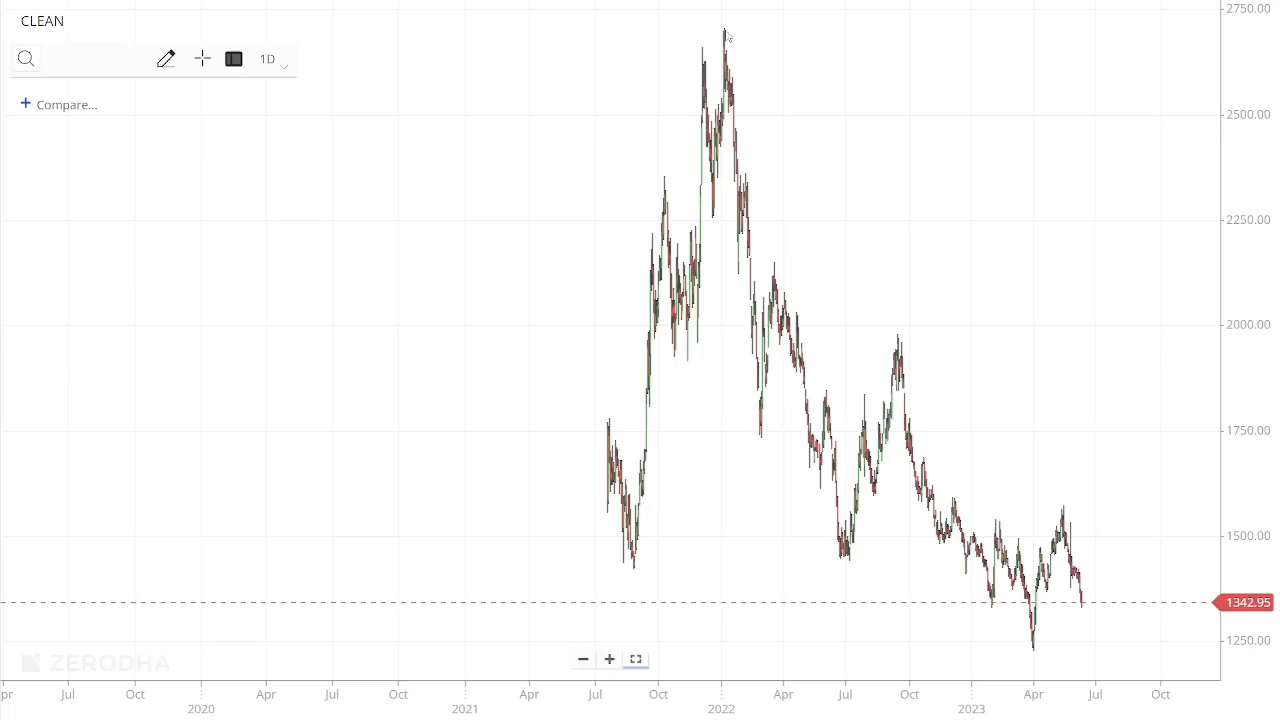 CLEAN
1D
+ Compare...
2750.00
2500.00
2250.00
2000.00
1750.00
1500.00
1342.95
1250.00
ZERODHA
pr Jul Oct Apr Jul Oct Apr Jul Oct Apr Jul Oct Apr Jul Oct
2020 2021 2022 2023